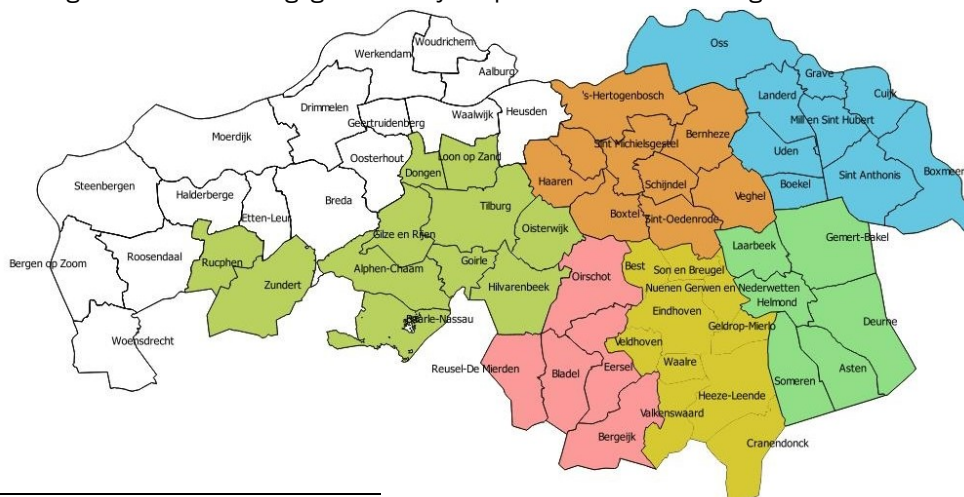 Woudrichem
Werkendam
Oss
Aalburg
Grave
Drimmelen
's-Hertogenbosch
Landerd
Cuijk
Geertruidenberg
Waalwijk
Heusden
Mill en Sint Hubert
Moerdijk
Bernheze
Sint Michielsgestel
Oosterhout
Loon op Zand
Uden
Dongen
Sint Anthonis
Boxmeer
Steenbergen
Haaren
Schijndel
Boekel
Halderberge
Breda
Veghel
Tilburg
Etten-Leur
Boxtel
Sint-Oedenrode
Oisterwijk
Gilze en Rijen
Gemert-Bakel
Laarbeek
Roosendaal
Goirle
Bergen op Zoom
Rucphen
Best
Son en Breugel
Alphen-Chaam
Oirschot
Zundert
Hilvarenbeek
Nuenen Gerwen en Nederwetten
Helmond
Eindhoven
Baarle-Nassau
Deurne
Geldrop-Mierlo
Woensdrecht
Veldhoven
Waalre
Reusel-De Mierden
Eersel
Asten
Bladel
Someren
Heeze-Leende
Valkenswaard
Bergeijk
Cranendonck